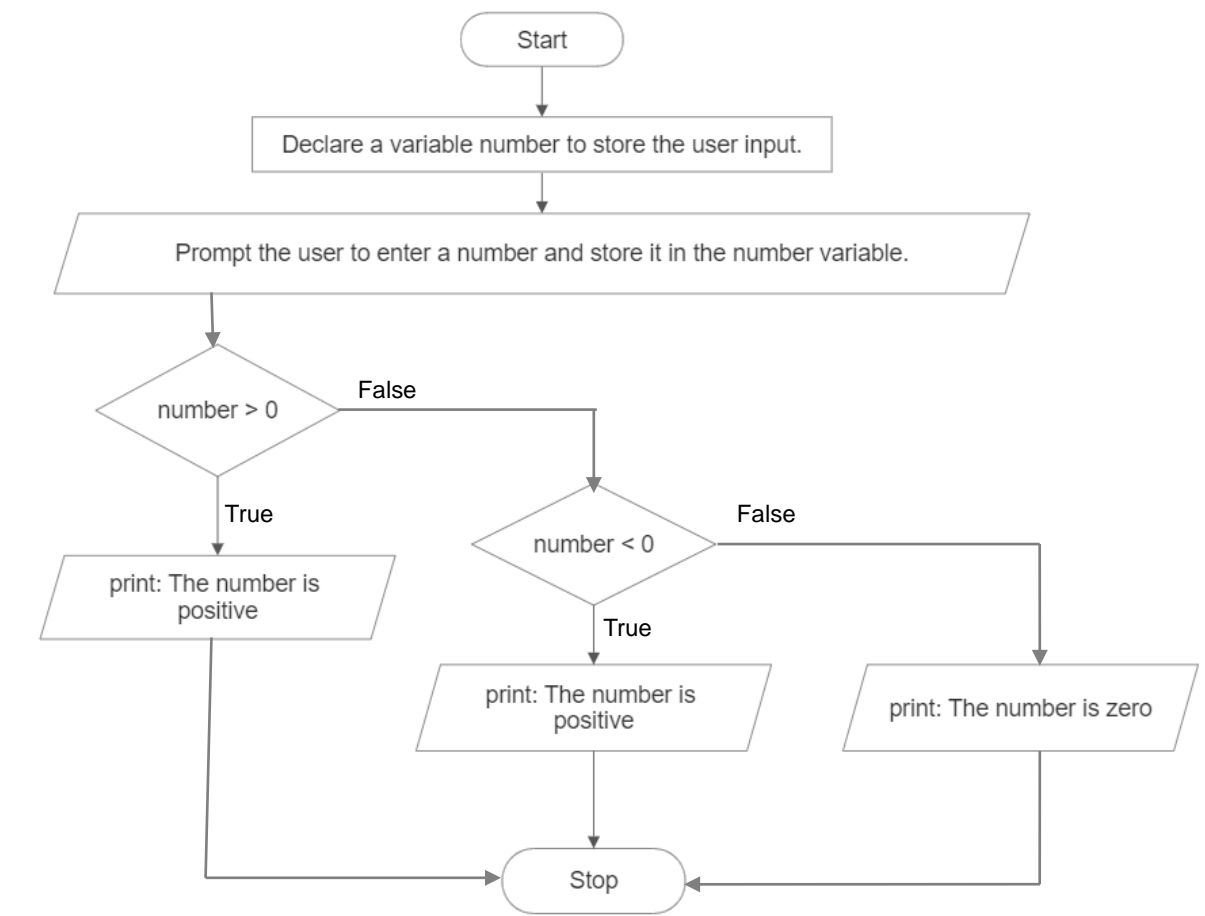 Start
Declare a variable number to store the user input.
Prompt the user to enter a number and store it in the number variable.
number > 0
False
True
number < 0
False
print: The number is
positive
True
print: The number is
positive
print: The number is zero
Stop